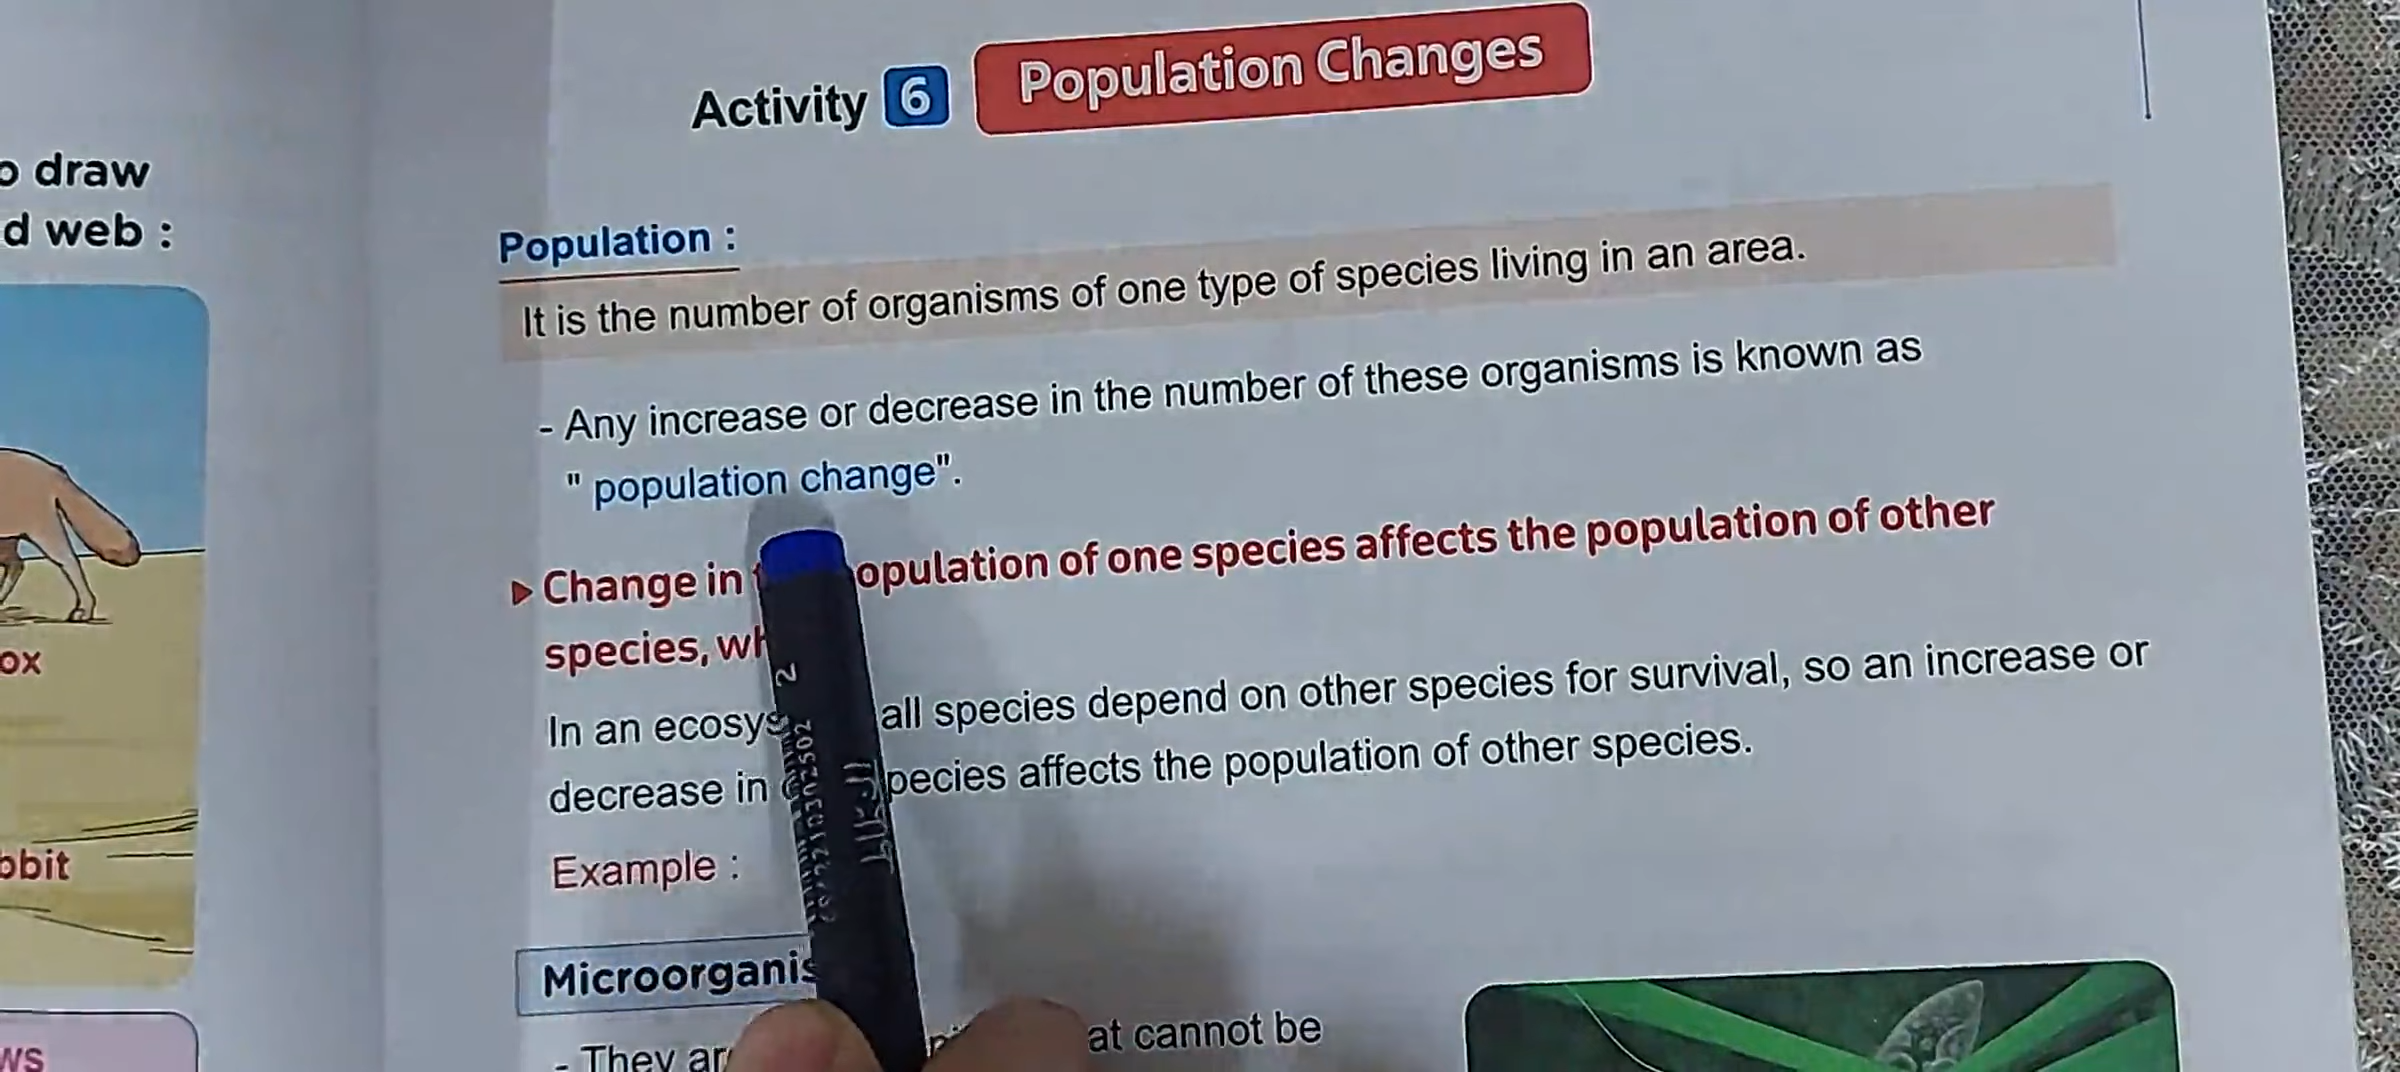 o draw
d web :
ox
bbit
ws
Activity 6 Population Changes
Population :
It is the number of organisms of one type of species living in an area.
- Any increase or decrease in the number of these organisms is known as
" population change".
▶ Change in opulation of one species affects the population of other
species, wh
In an ecosys all species depend on other species for survival, so an increase or
decrease in pecies affects the population of other species.
Example :
Microorganis
- They ar at cannot be